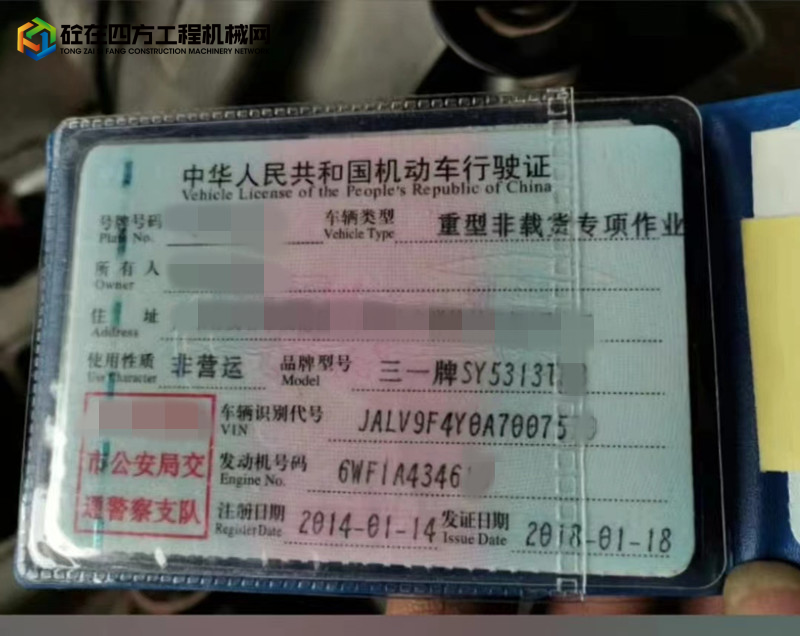 砼在四方工程机械网
TONG ZAI SI FANG CONSTRUCTION MACHINERY NETWORK
中华人民共和国机动车行驶证
Vehicle License of the People's Republic of China
号牌号码 车辆类型 重型非载货专项作业
Plate No. Vehicle Type
所有人
Owner
住址
Address
使用性质 非营运 品牌型号 三一牌SY5313T
Use Character Model
车辆识别代号 JALV9F4Y0A70075
VIN
市公安局交
通警察支队
发动机号码 6WF1A4346
Engine No.
注册日期 2014-01-14 发证日期 2018-01-18
Register Date Issue Date